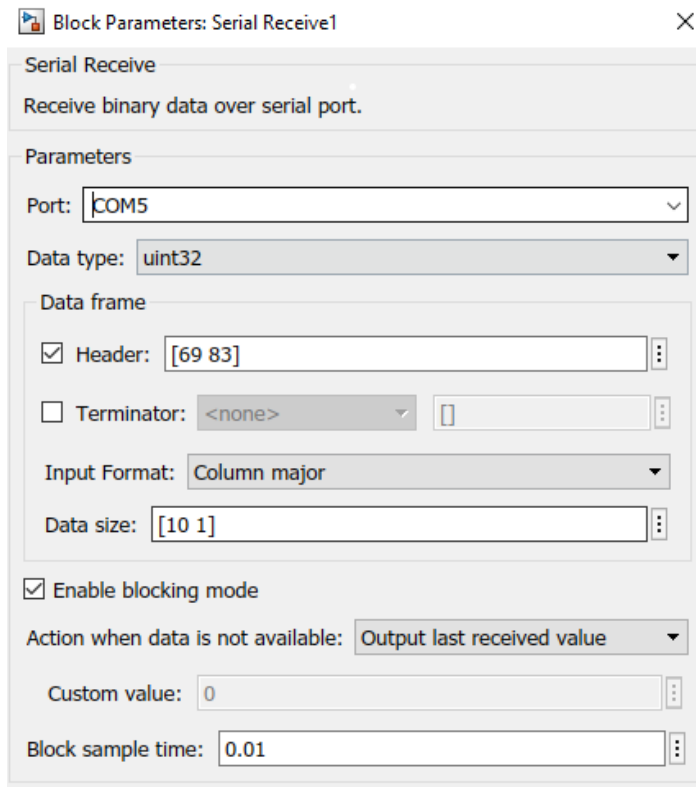 Block Parameters: Serial Receive1
Serial Receive
Receive binary data over serial port.
Parameters
Port: COM5
Data type: uint32
Data frame
Header: [69 83]
Terminator: <none> []
Input Format: Column major
Data size: [10 1]
Enable blocking mode
Action when data is not available: Output last received value
Custom value: 0
Block sample time: 0.01